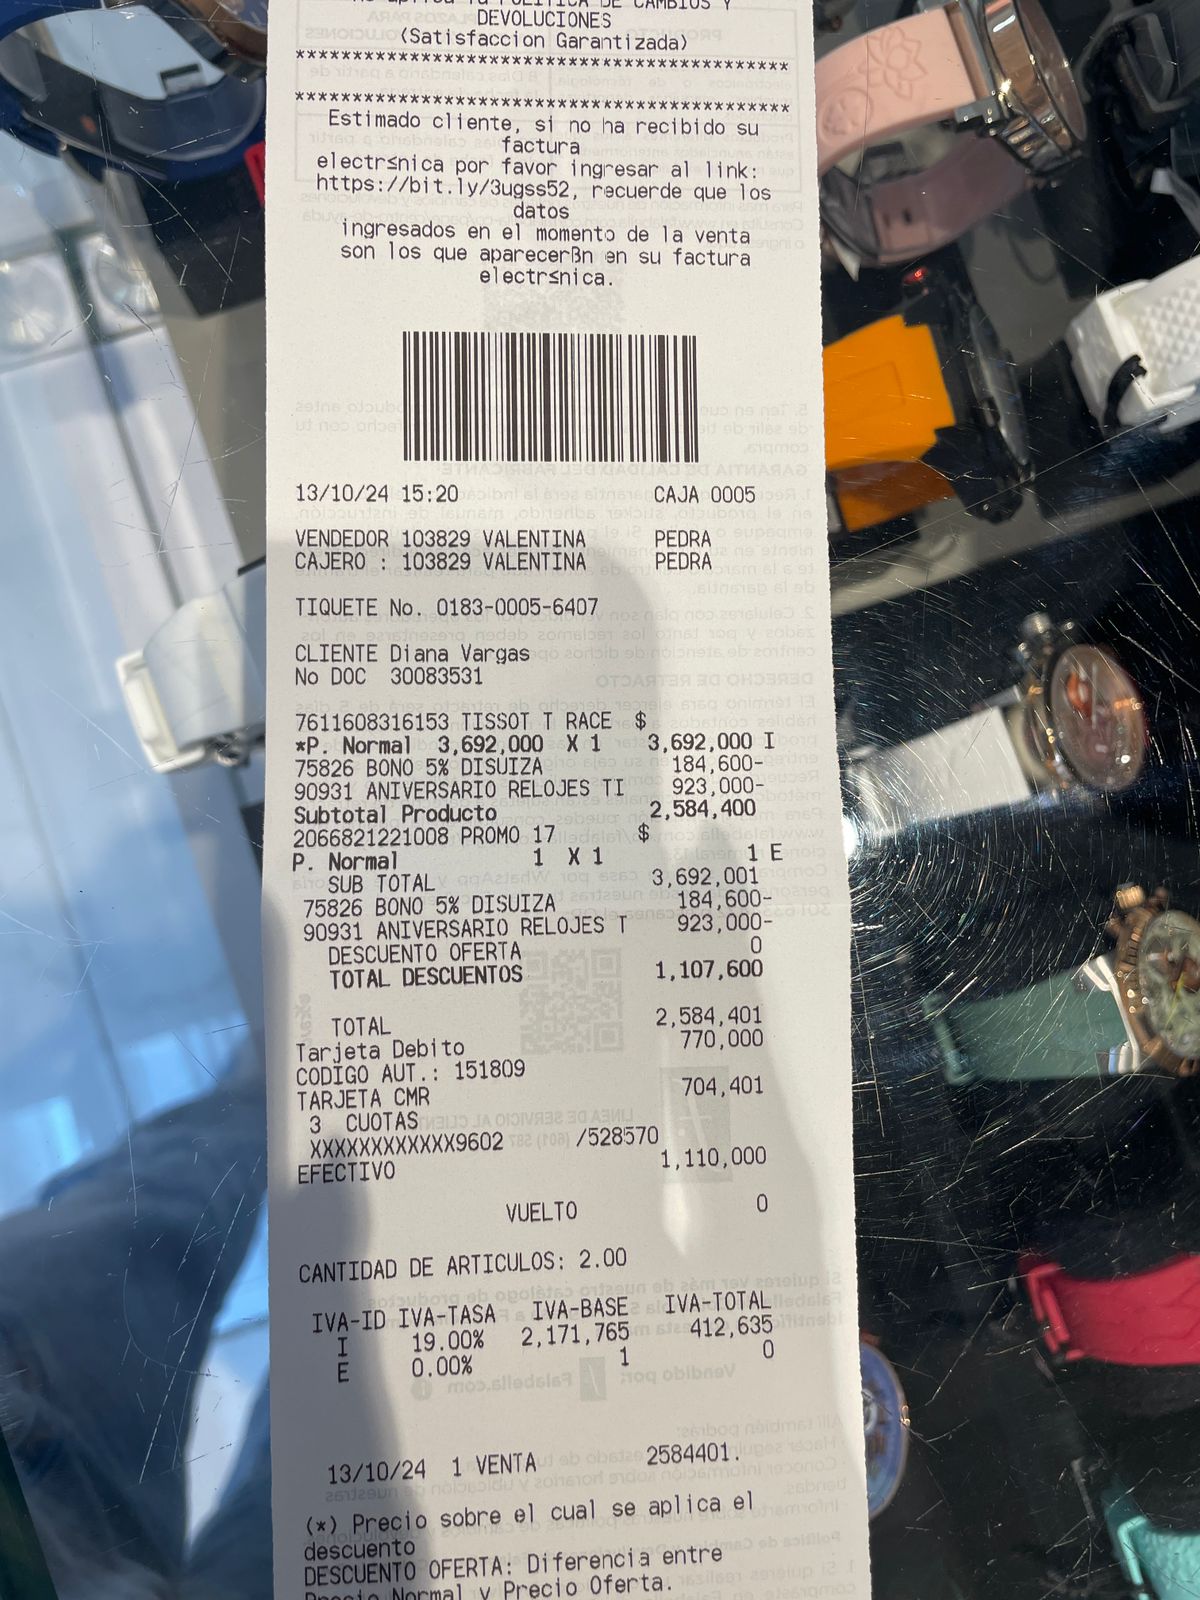 DEVOLUCIONES
(Satisfaccion Garantizada)
*******************************************
*******************************************
Estimado cliente, si no ha recibido su
factura
electr≤nica por favor ingresar al link:
https://bit.ly/3ugss52, recuerde que los
datos
ingresados en el momento de la venta
son los que aparecerßn en su factura
electr≤nica.
13/10/24 15:20 CAJA 0005
VENDEDOR 103829 VALENTINA PEDRA
CAJERO : 103829 VALENTINA PEDRA
TIQUETE No. 0183-0005-6407
CLIENTE Diana Vargas
No DOC 30083531
7611608316153 TISSOT T RACE $
*P. Normal 3,692,000 X 1 3,692,000 I
75826 BONO 5% DISUIZA 184,600-
90931 ANIVERSARIO RELOJES TI 923,000-
Subtotal Producto 2,584,400
2066821221008 PROMO 17 $
P. Normal 1 X 1 1 E
SUB TOTAL 3,692,001
75826 BONO 5% DISUIZA 184,600-
90931 ANIVERSARIO RELOJES T 923,000-
DESCUENTO OFERTA 0
TOTAL DESCUENTOS 1,107,600
TOTAL 2,584,401
Tarjeta Debito 770,000
CODIGO AUT.: 151809
TARJETA CMR 704,401
3 CUOTAS
XXXXXXXXXXXX9602 /528570
EFECTIVO 1,110,000
VUELTO 0
CANTIDAD DE ARTICULOS: 2.00
IVA-ID IVA-TASA IVA-BASE IVA-TOTAL
I 19.00% 2,171,765 412,635
E 0.00% 1 0
13/10/24 1 VENTA 2584401.
(*) Precio sobre el cual se aplica el
descuento
DESCUENTO OFERTA: Diferencia entre
Precio Normal y Precio Oferta.